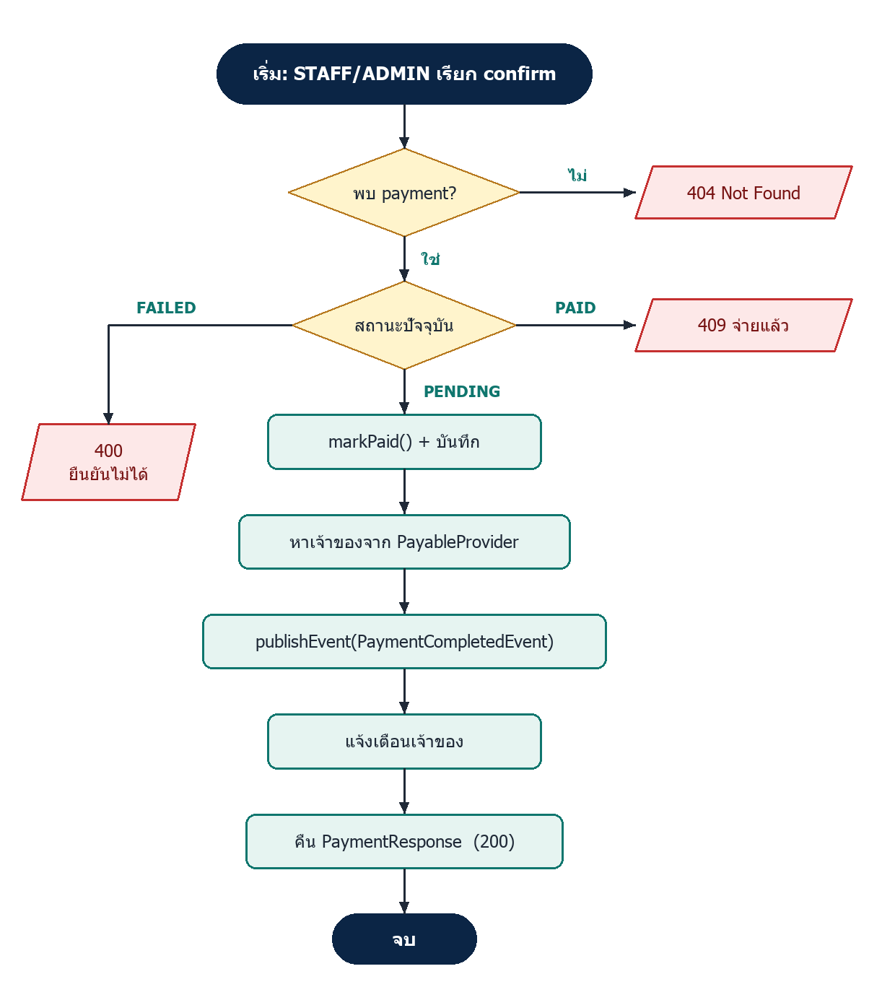 เริ่ม: STAFF/ADMIN เรียก confirm
พบ payment?
ไม่
404 Not Found
ใช่
FAILED
สถานะปัจจุบัน
PAID
409 จ่ายแล้ว
PENDING
400
ยืนยันไม่ได้
markPaid() + บันทึก
หาเจ้าของจาก PayableProvider
publishEvent(PaymentCompletedEvent)
แจ้งเตือนเจ้าของ
คืน PaymentResponse (200)
จบ